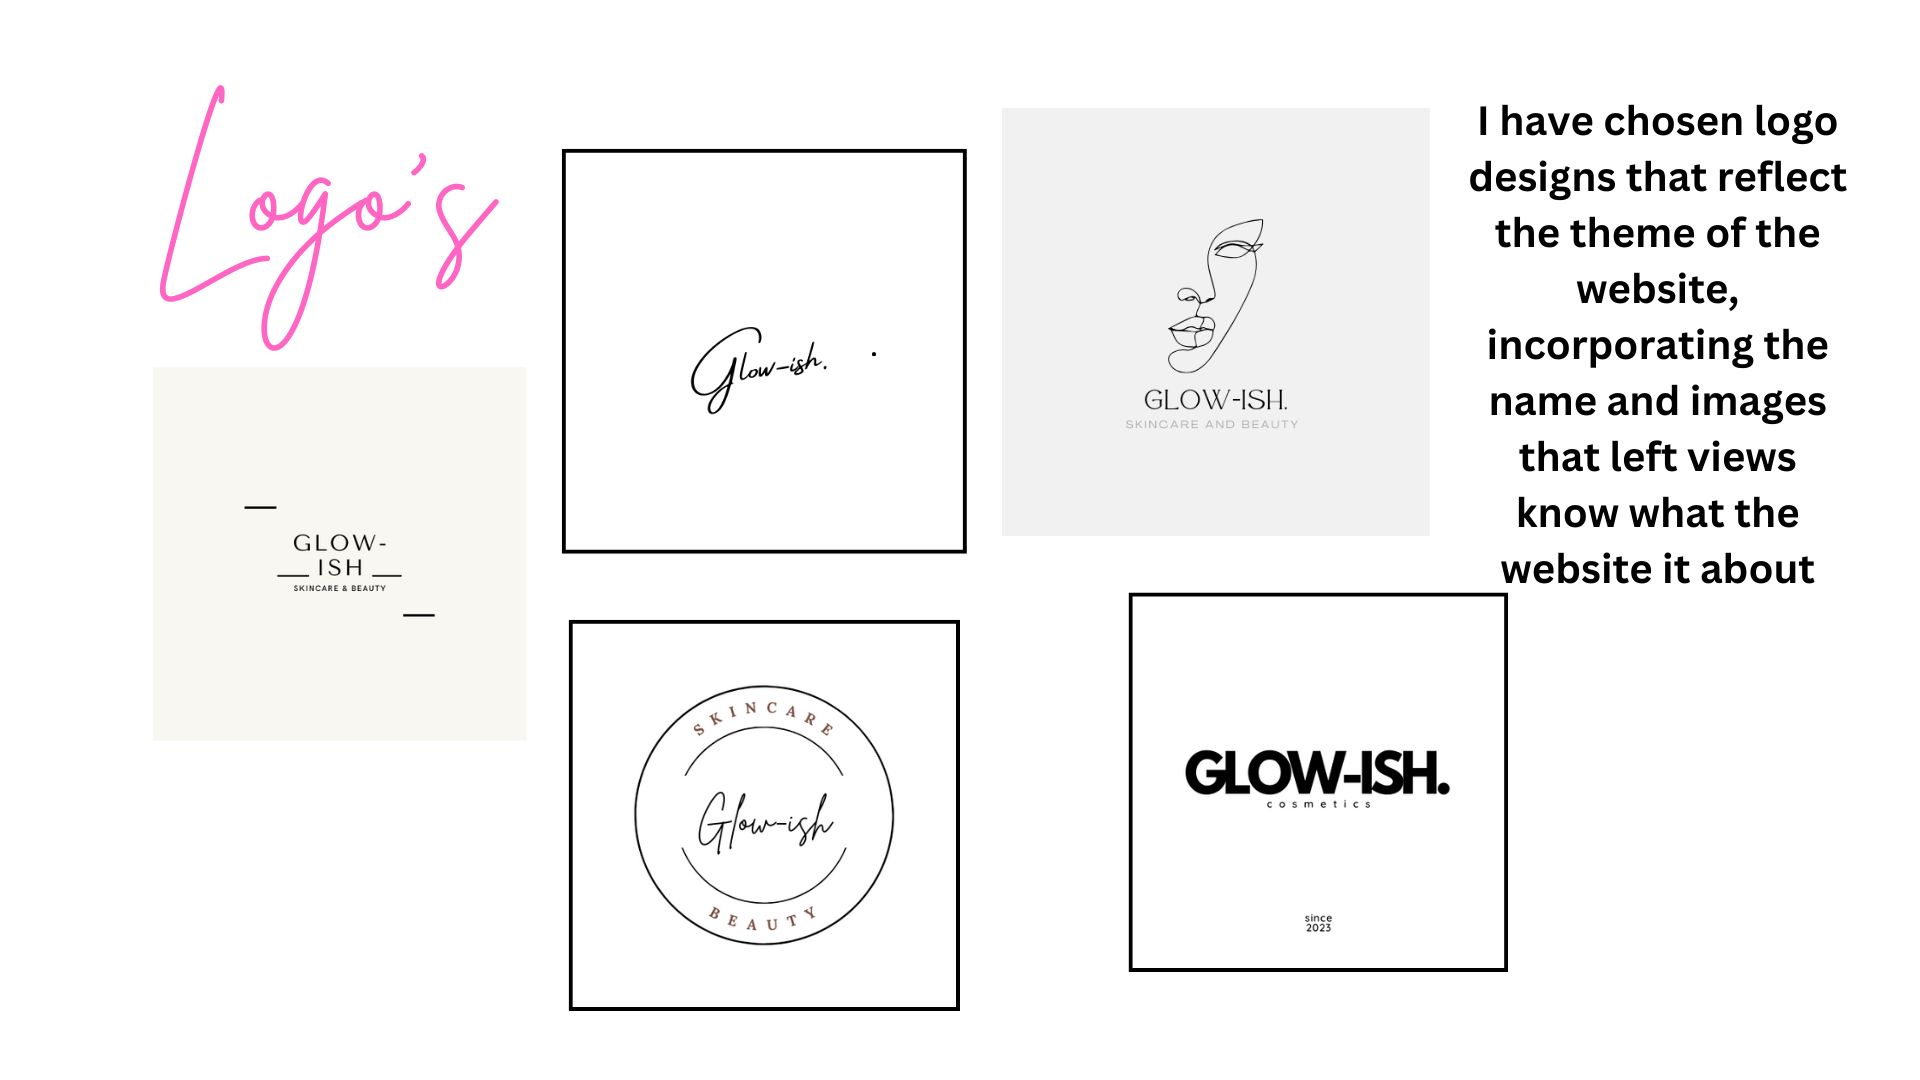 Logo's
GLOW-
ISH
SKINCARE & BEAUTY
Glow-ish.
GLOW-ISH.
SKINCARE AND BEAUTY
I have chosen logo
designs that reflect
the theme of the
website,
incorporating the
name and images
that left views
know what the
website it about
SKINCARE
Glow-ish
BEAUTY
GLOW-ISH.
cosmetics
since
2023